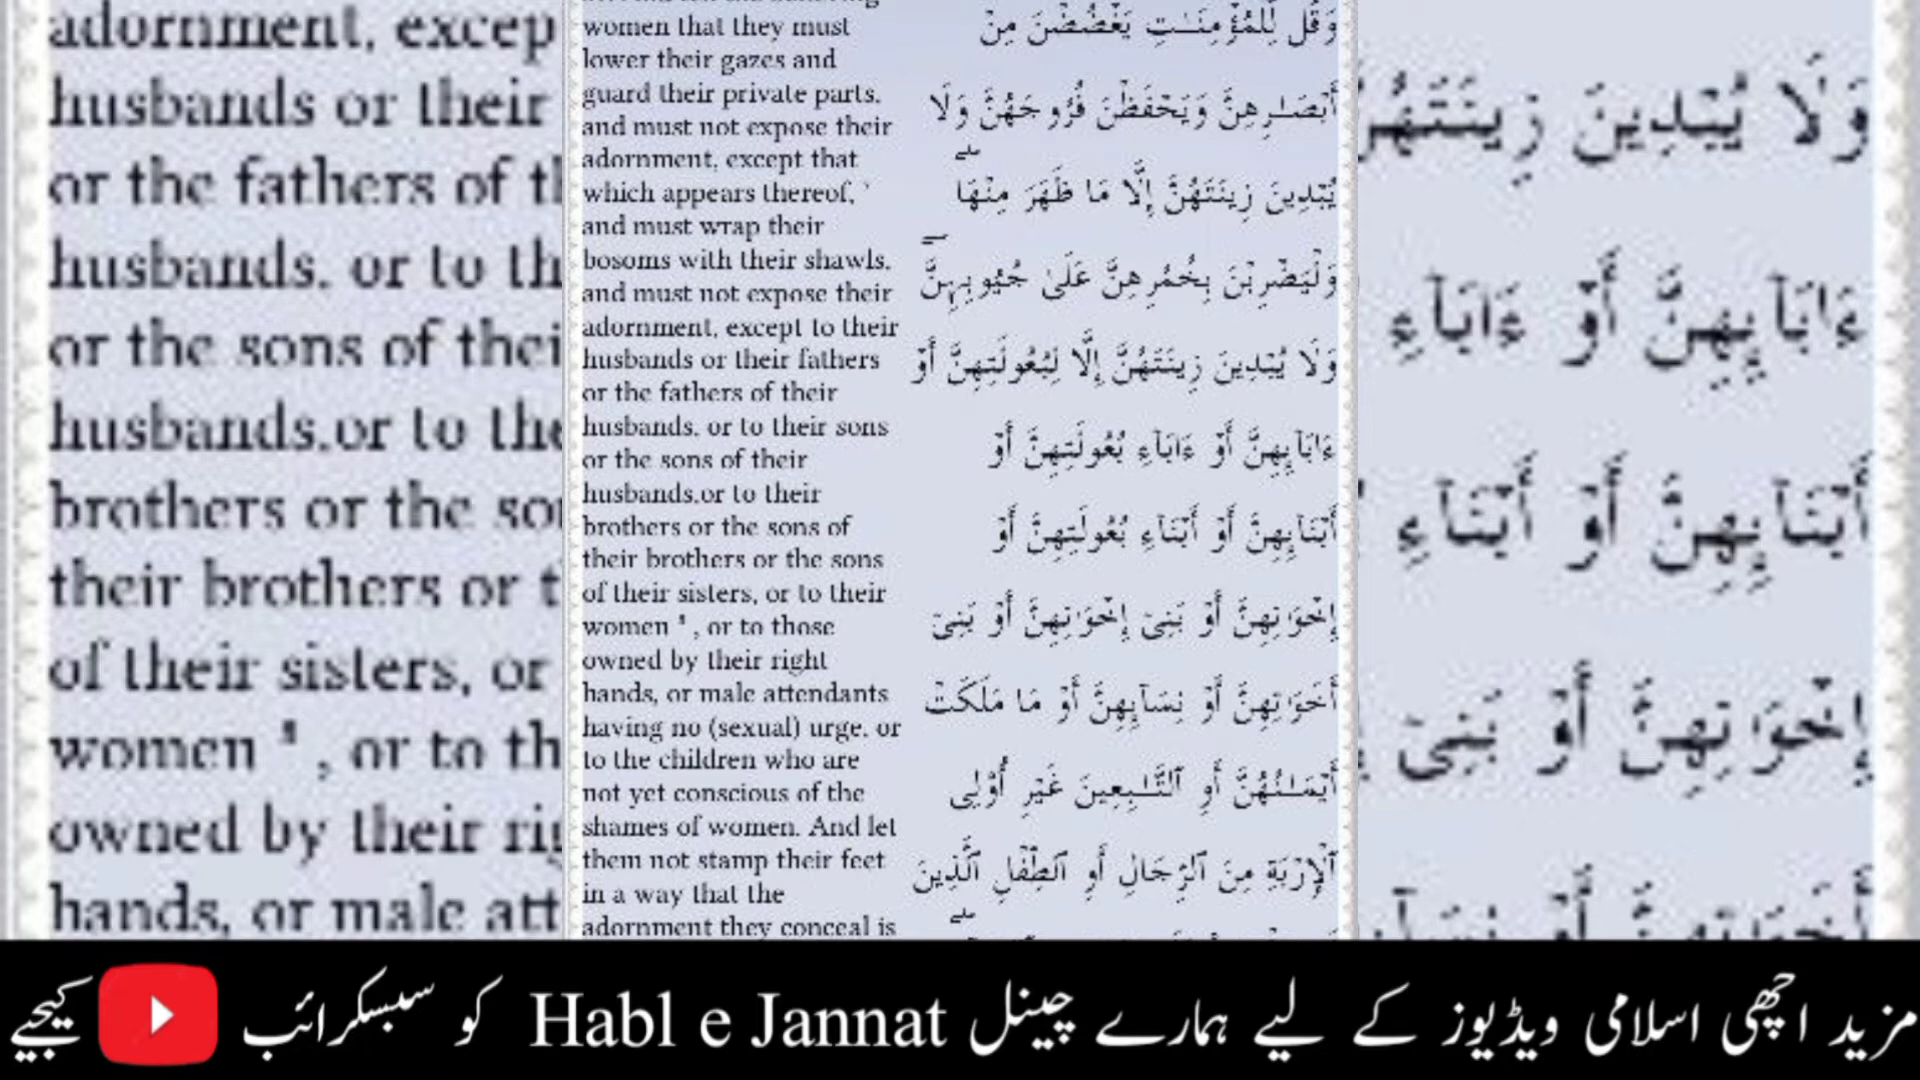 adornment, excep
husbands or their
or the fathers of
husbands, or to
or the sons of
husbands.or to
brothers or the
their brothers or
of their sisters, or
women ¹ , or to
owned by their
hands, or male
women that they must
lower their gazes and
guard their private parts,
and must not expose their
adornment, except that
which appears thereof, ¹
and must wrap their
bosoms with their shawls,
and must not expose their
adornment, except to their
husbands or their fathers
or the fathers of their
husbands, or to their sons
or the sons of their
husbands.or to their
brothers or the sons of
their brothers or the sons
of their sisters, or to their
women ¹ , or to those
owned by their right
hands, or male attendants
having no (sexual) urge, or
to the children who are
not yet conscious of the
shames of women. And let
them not stamp their feet
in a way that the
adornment they conceal is
وَقُل لِّلْمُؤْمِنَـٰتِ يَغْضُضْنَ مِنْ
أَبْصَـٰرِهِنَّ وَيَحْفَظْنَ فُرُوجَهُنَّ وَلَا
يُبْدِينَ زِينَتَهُنَّ إِلَّا مَا ظَهَرَ مِنْهَا ۖ
وَلْيَضْرِبْنَ بِخُمُرِهِنَّ عَلَىٰ جُيُوبِهِنَّ ۖ
وَلَا يُبْدِينَ زِينَتَهُنَّ إِلَّا لِبُعُولَتِهِنَّ أَوْ
ءَابَآئِهِنَّ أَوْ ءَابَآءِ بُعُولَتِهِنَّ أَوْ
أَبْنَآئِهِنَّ أَوْ أَبْنَآءِ بُعُولَتِهِنَّ أَوْ
إِخْوَٰنِهِنَّ أَوْ بَنِىٓ إِخْوَٰنِهِنَّ أَوْ بَنِىٓ
أَخَوَٰتِهِنَّ أَوْ نِسَآئِهِنَّ أَوْ مَا مَلَكَتْ
أَيْمَـٰنُهُنَّ أَوِ ٱلتَّـٰبِعِينَ غَيْرِ أُو۟لِى
ٱلْإِرْبَةِ مِنَ ٱلرِّجَالِ أَوِ ٱلطِّفْلِ ٱلَّذِينَ
وَلَا يُبْدِينَ زِينَتَهُنَّ
ءَابَآئِهِنَّ أَوْ ءَابَآءِ
أَبْنَآئِهِنَّ أَوْ أَبْنَآءِ
إِخْوَٰنِهِنَّ أَوْ بَنِىٓ
مزید اچھی اسلامی ویڈیوز کے لیے ہمارے چینل Habl e Jannat کو سبسکرائب کیجیے